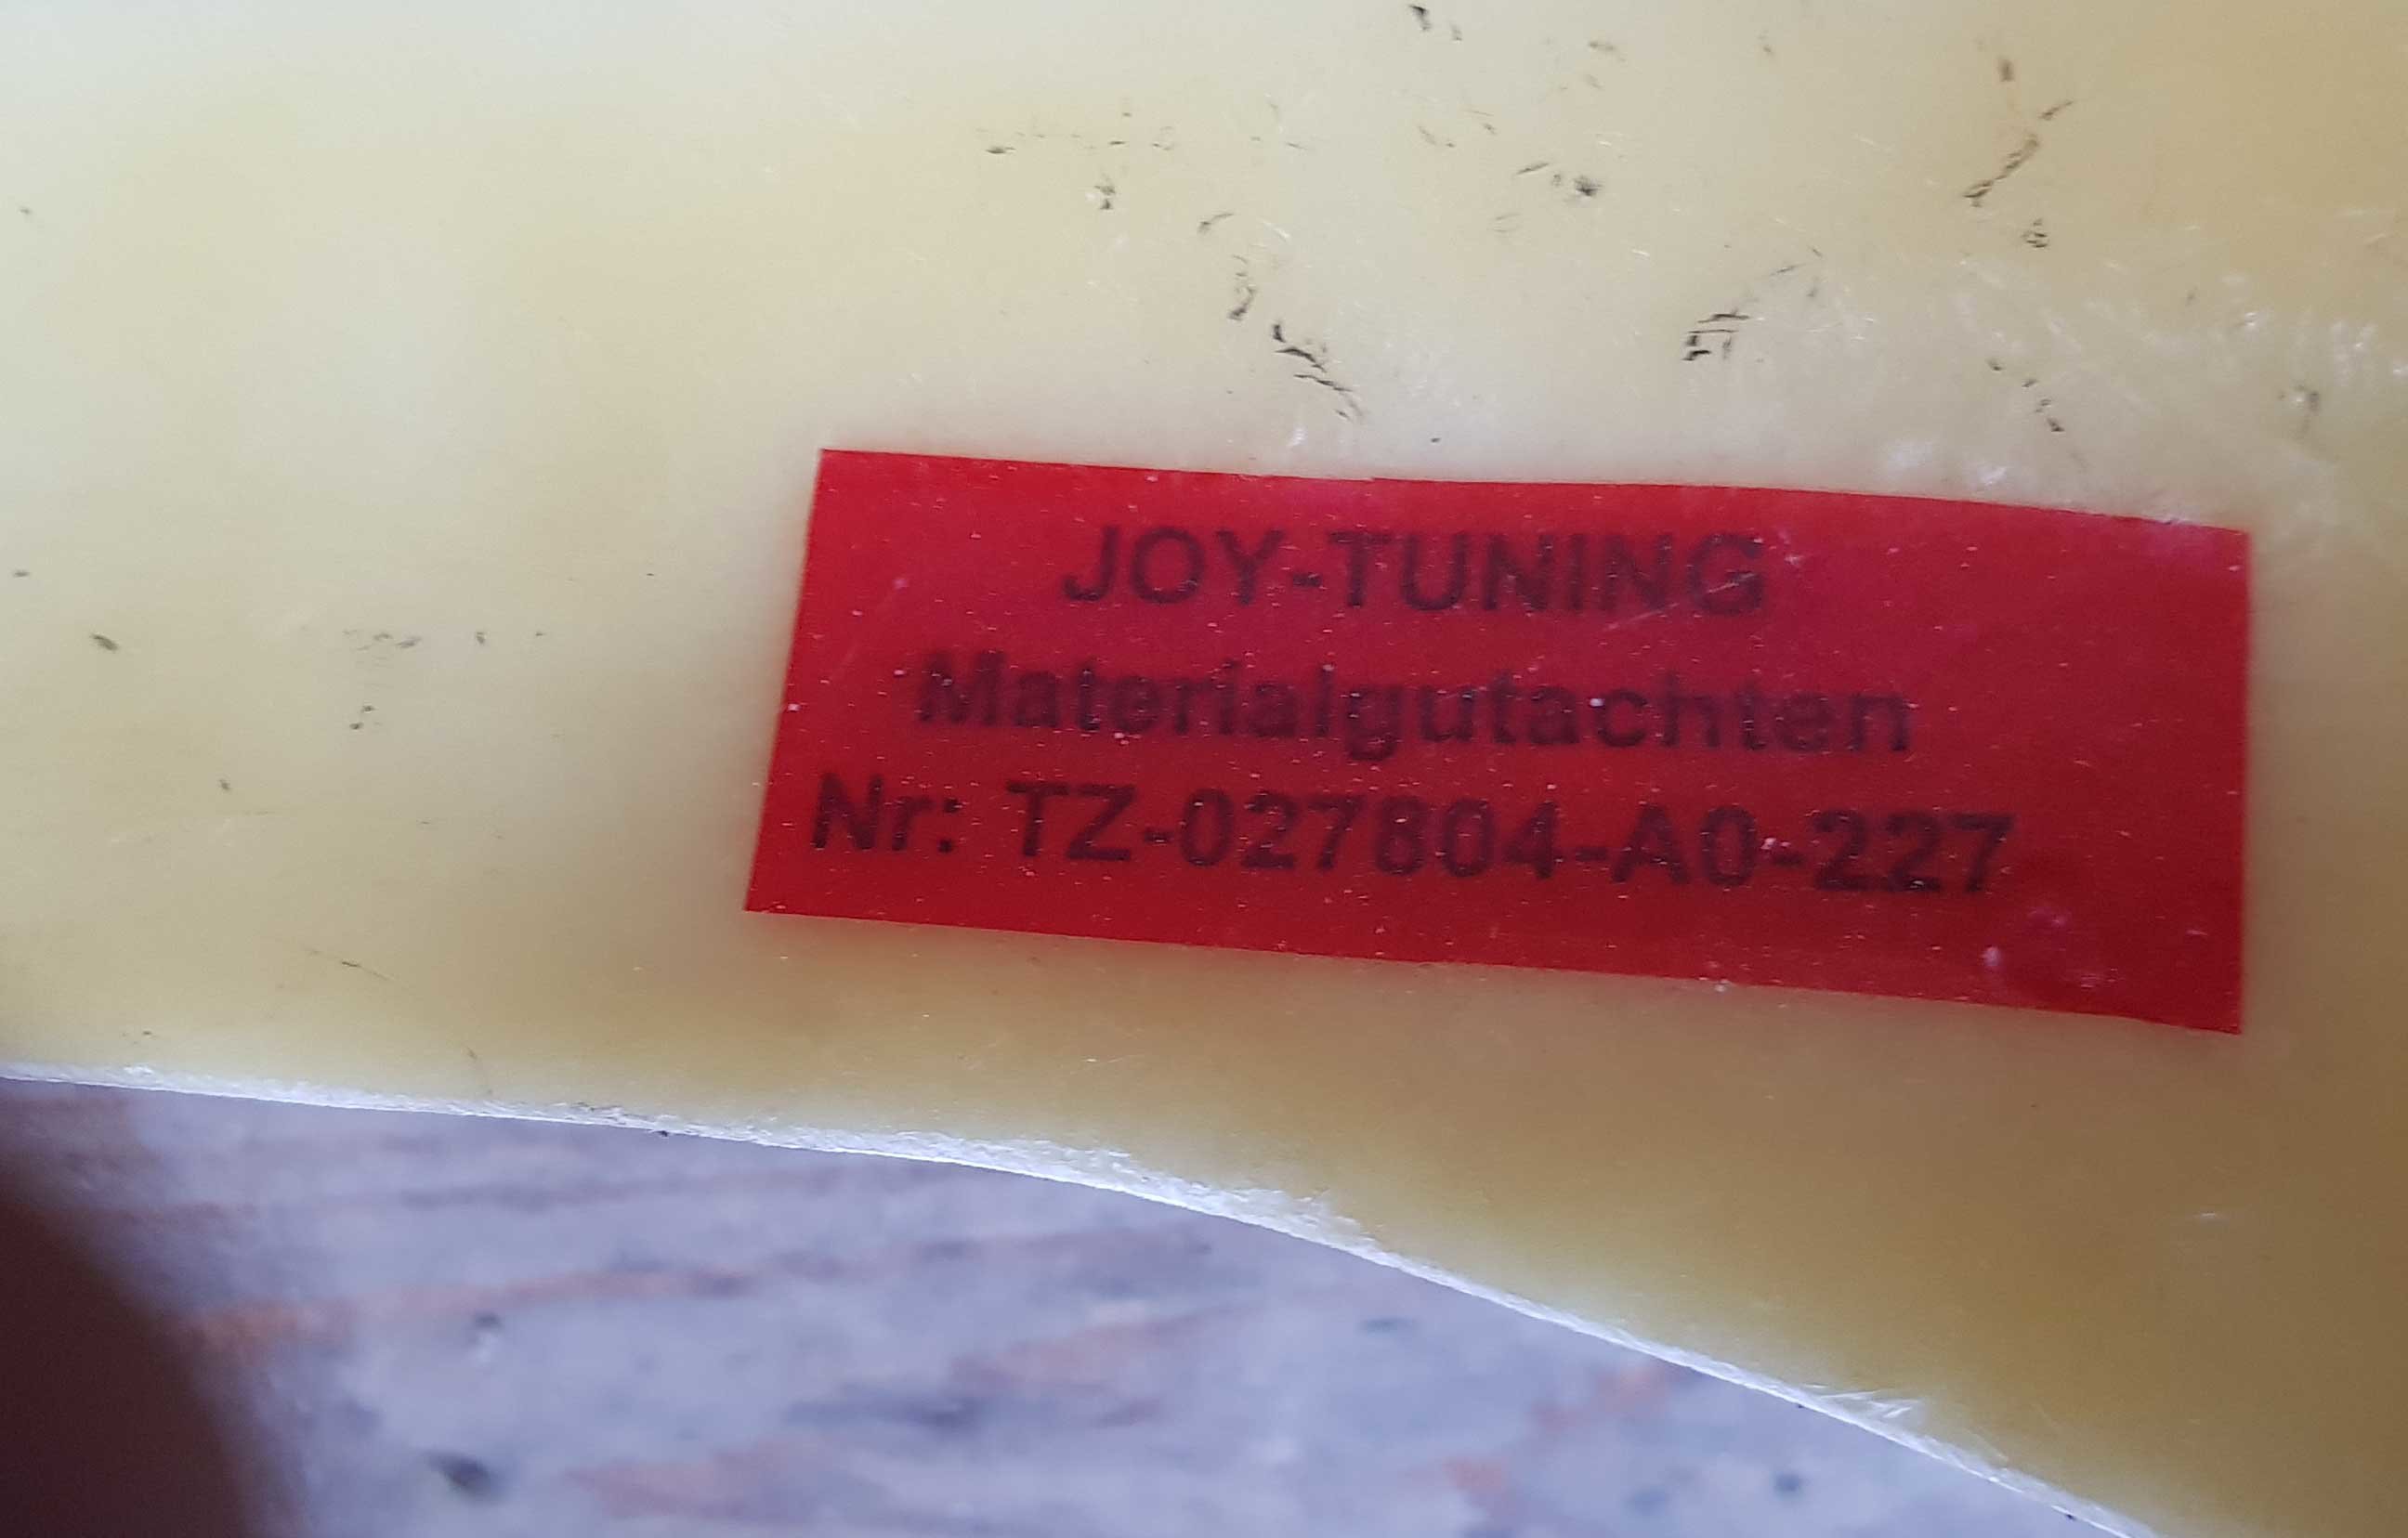 JOY-TUNING
Materialgutachten
Nr: TZ-027804-A0-227